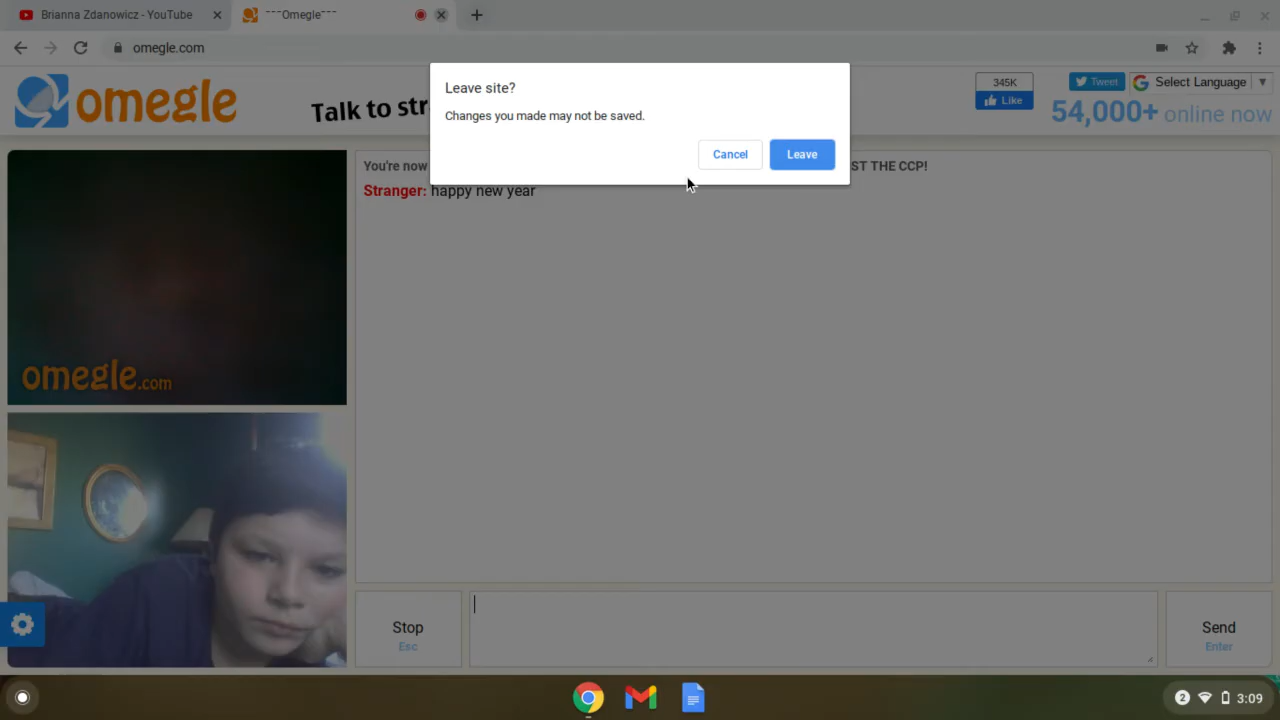 Brianna Zdanowicz - YouTube
~~~Omegle~~~
omegle.com
Leave site?
Changes you made may not be saved.
Cancel
Leave
omegle
Talk to str
345K
Like
Tweet
Select Language
54,000+ online now
You're now
ST THE CCP!
Stranger: happy new year
omegle.com
Stop
Esc
Send
Enter
2
3:09